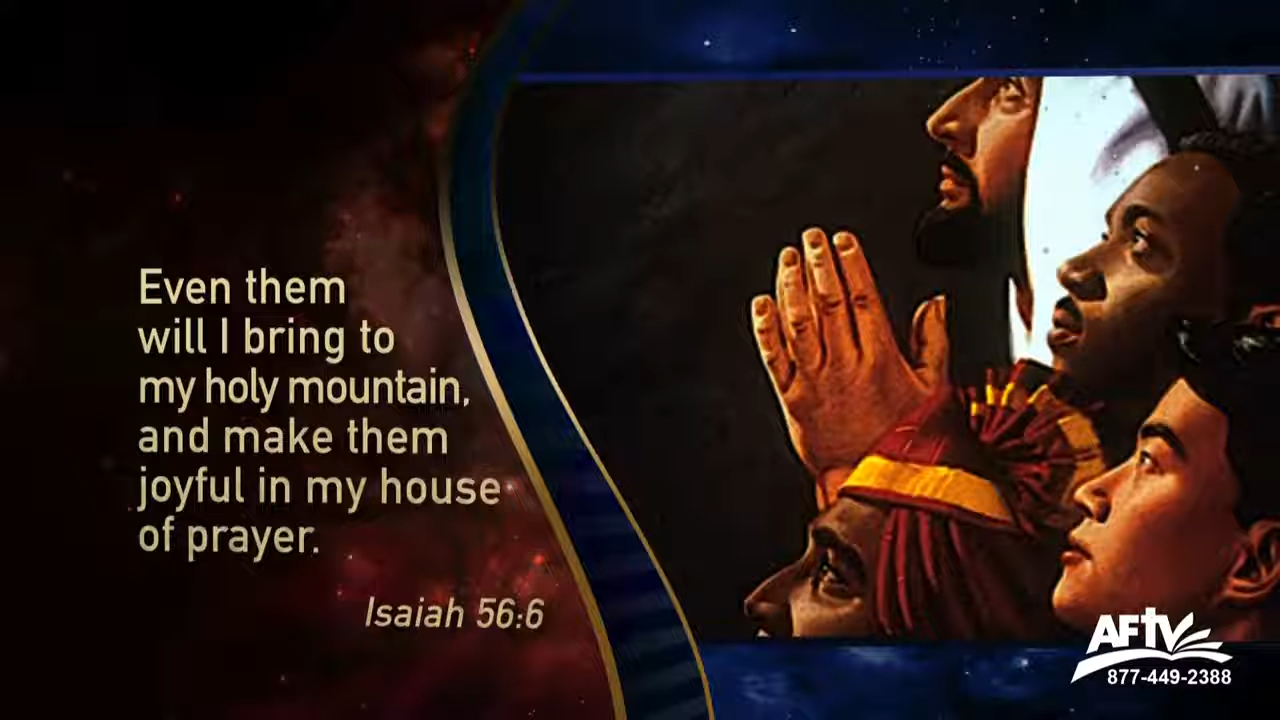 Even them
will I bring to
my holy mountain,
and make them
joyful in my house
of prayer.
Isaiah 56:6
AFTV
877-449-2388